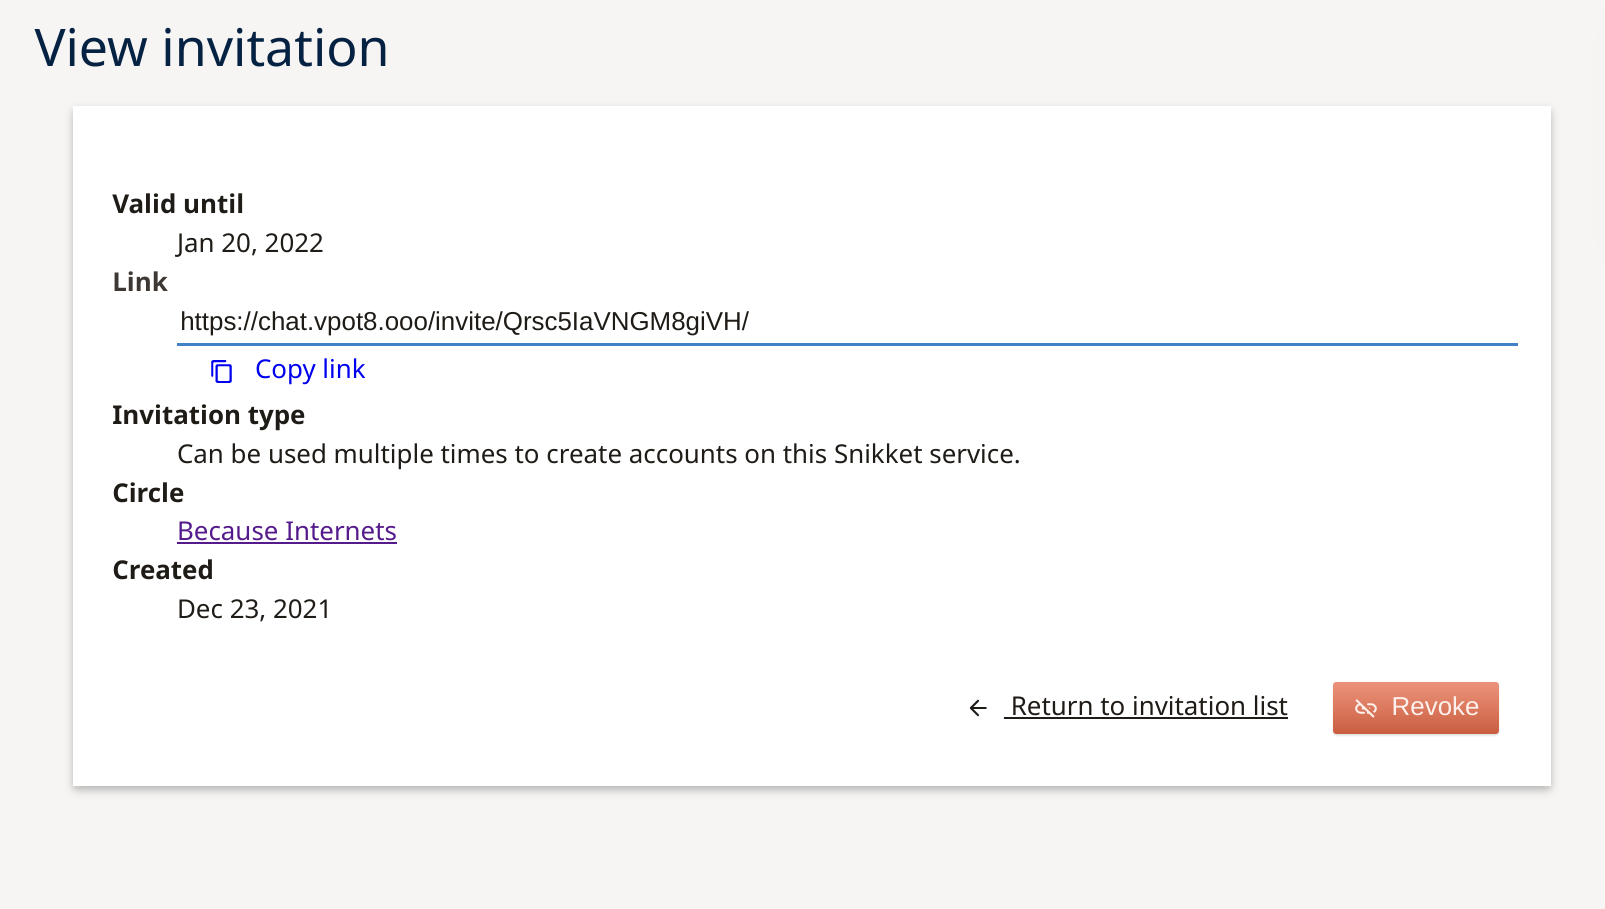 View invitation
Valid until
Jan 20, 2022
Link
https://chat.vpot8.ooo/invite/Qrsc5IaVNGM8giVH/
Copy link
Invitation type
Can be used multiple times to create accounts on this Snikket service.
Circle
Because Internets
Created
Dec 23, 2021
Return to invitation list
Revoke